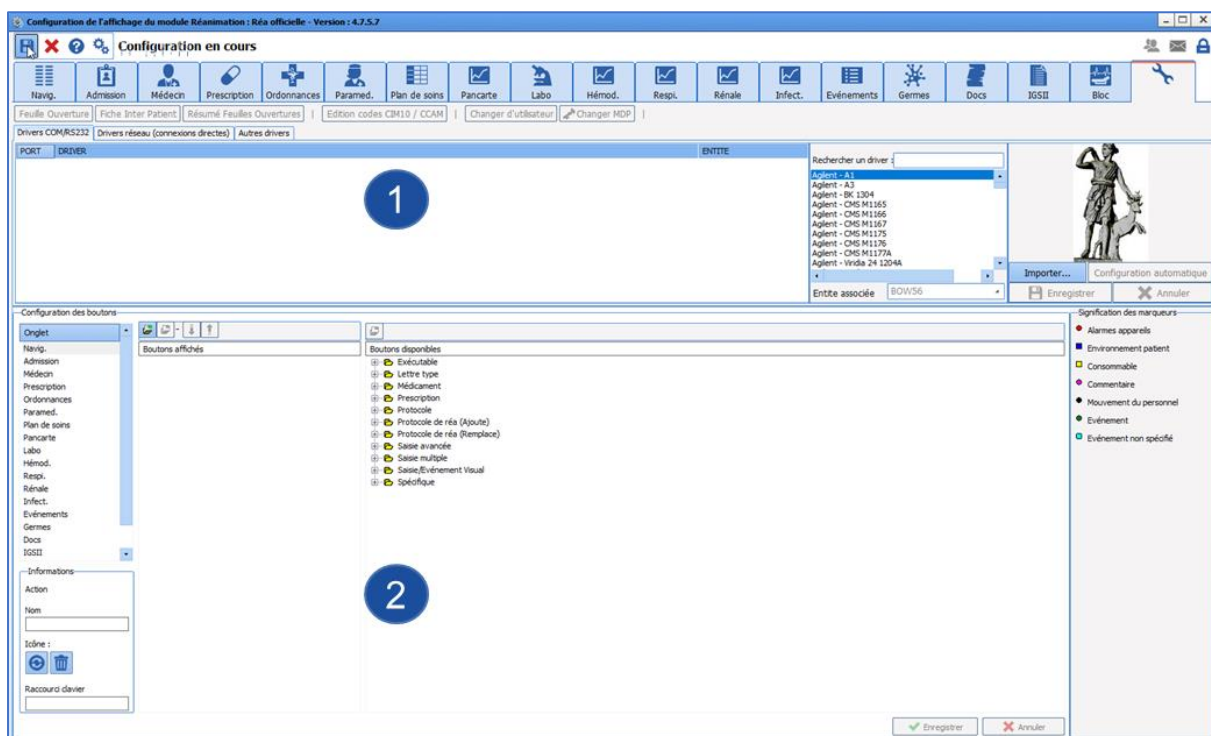 Configuration de l'affichage du module Réanimation : Réa officielle - Version : 4.7.5.7
Configuration en cours
Navig. Admission Médecin Prescription Ordonnances Paramed. Plan de soins Pancarte Labo Hémod. Respi. Rénale Infect. Evénements Germes Docs IGSII Bloc
Feuille Ouverture Fiche Inter Patient Résumé Feuilles Ouvertures | Edition codes CIM10 / CCAM | Changer d'utilisateur Changer MDP |
Drivers COM/RS232 Drivers réseau (connexions directes) Autres drivers
PORT DRIVER ENTITE
1
Rechercher un driver :
Agilent - A1
Agilent - A3
Agilent - BK 1304
Agilent - CMS M1165
Agilent - CMS M1166
Agilent - CMS M1167
Agilent - CMS M1175
Agilent - CMS M1176
Agilent - CMS M1177A
Agilent - Viridia 24 1204A
Entite associée BOW56
Importer... Configuration automatique
Enregistrer Annuler
Configuration des boutons
Onglet
Navig.
Admission
Médecin
Prescription
Ordonnances
Paramed.
Plan de soins
Pancarte
Labo
Hémod.
Respi.
Rénale
Infect.
Evénements
Germes
Docs
IGSII
Informations
Action
Nom
Icône :
Raccourci clavier
Boutons affichés
Boutons disponibles
Exécutable
Lettre type
Médicament
Prescription
Protocole
Protocole de réa (Ajoute)
Protocole de réa (Remplace)
Saisie avancée
Saisie multiple
Saisie/Evénement Visual
Spécifique
2
Enregistrer Annuler
Signification des marqueurs
Alarmes appareils
Environnement patient
Consommable
Commentaire
Mouvement du personnel
Evénement
Evénement non spécifié